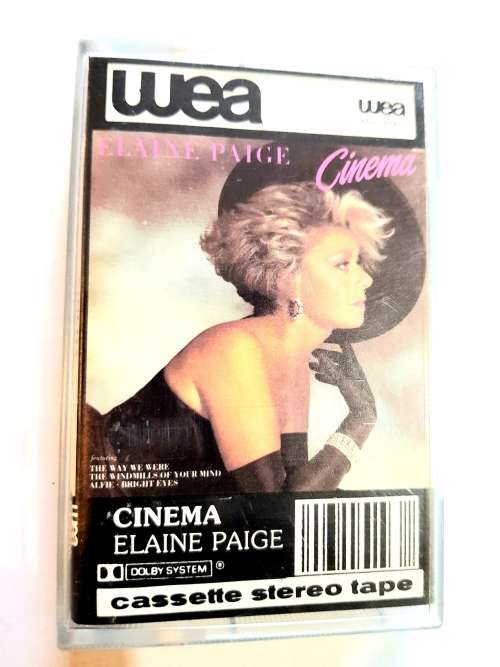 wea
wea
ELAINE PAIGE
Cinema
featuring
THE WAY WE WERE
THE WINDMILLS OF YOUR MIND
ALFIE · BRIGHT EYES
CINEMA
ELAINE PAIGE
DOLBY SYSTEM ®
cassette stereo tape